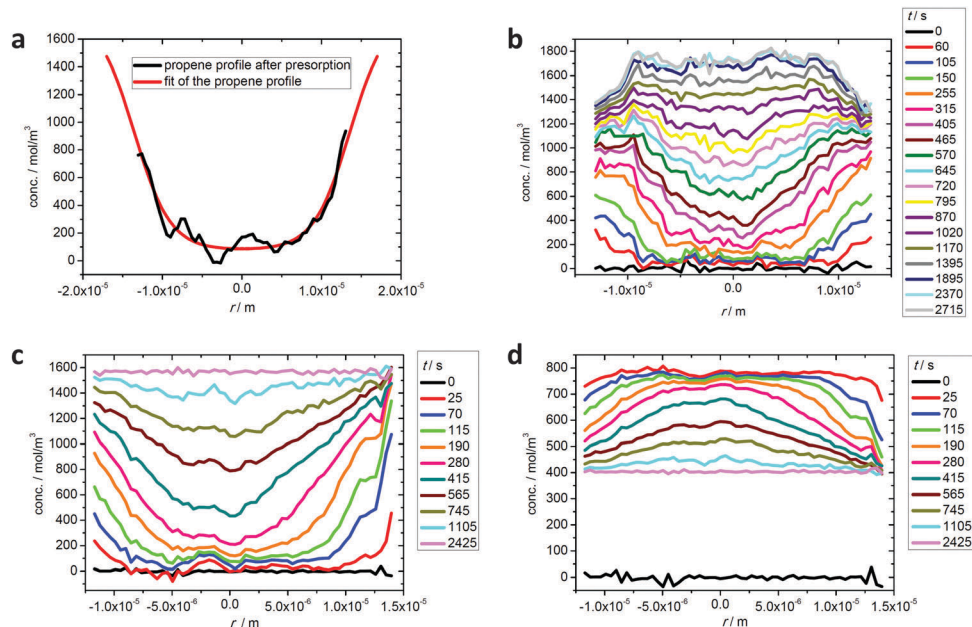 a
1600
1400
1200
1000
800
600
400
200
0
conc. / mol/m³
propene profile after presorption
fit of the propene profile
-2.0x10⁻⁵
-1.0x10⁻⁵
0.0
1.0x10⁻⁵
2.0x10⁻⁵
r / m
b
1800
1600
1400
1200
1000
800
600
400
200
0
conc. / mol/m³
-1.0x10⁻⁵
0.0
1.0x10⁻⁵
r / m
t / s
0
60
105
150
255
315
405
465
570
645
720
795
870
1020
1170
1395
1895
2370
2715
c
1600
1400
1200
1000
800
600
400
200
0
conc. / mol/m³
-1.0x10⁻⁵
-5.0x10⁻⁶
0.0
5.0x10⁻⁶
1.0x10⁻⁵
1.5x10⁻⁵
r / m
t / s
0
25
70
115
190
280
415
565
745
1105
2425
d
800
700
600
500
400
300
200
100
0
conc. / mol/m³
-1.0x10⁻⁵
-5.0x10⁻⁶
0.0
5.0x10⁻⁶
1.0x10⁻⁵
1.5x10⁻⁵
r / m
t / s
0
25
70
115
190
280
415
565
745
1105
2425